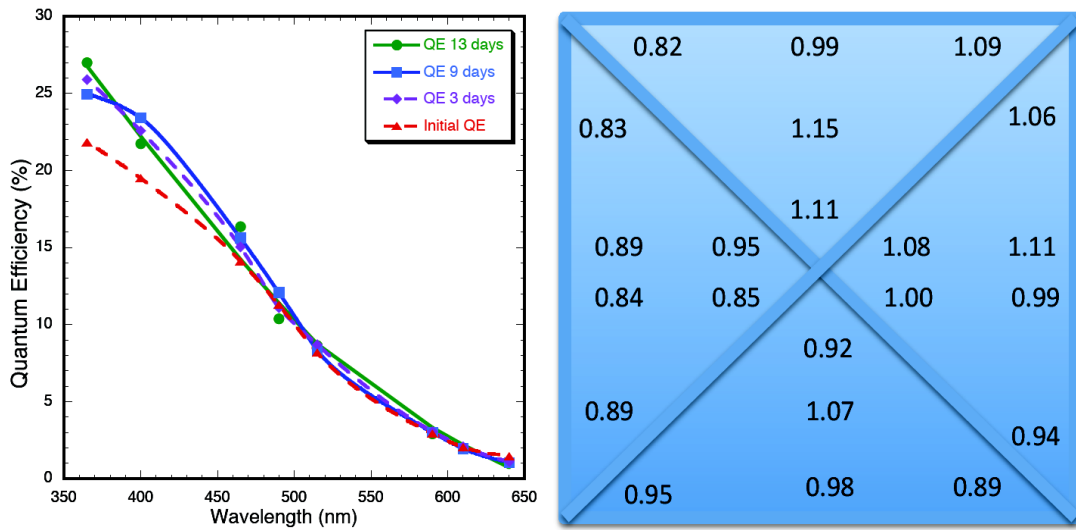 30
25
20
15
10
5
0
Quantum Efficiency (%)
QE 13 days
QE 9 days
QE 3 days
Initial QE
350 400 450 500 550 600 650
Wavelength (nm)
0.82 0.99 1.09
0.83 1.15 1.06
1.11
0.89 0.95 1.08 1.11
0.84 0.85 1.00 0.99
0.92
0.89 1.07 0.94
0.95 0.98 0.89